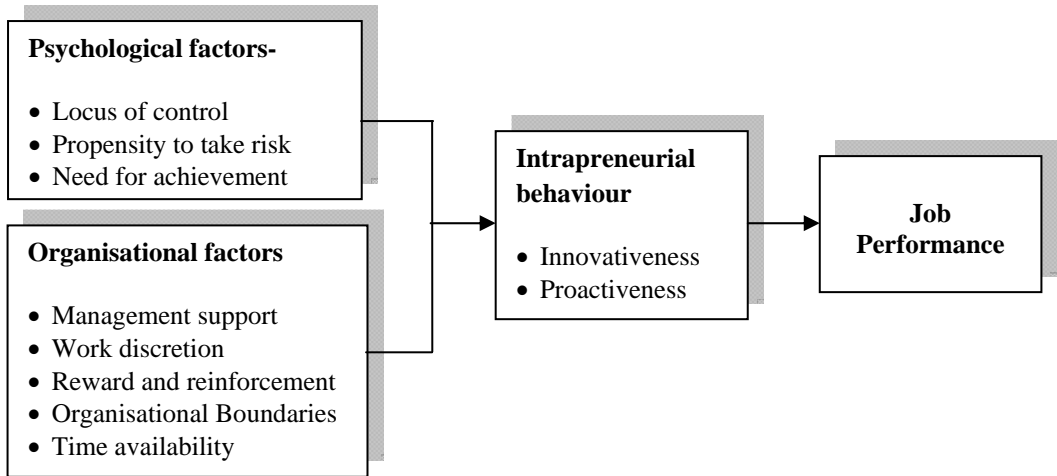 Psychological factors-
• Locus of control
• Propensity to take risk
• Need for achievement
Organisational factors
• Management support
• Work discretion
• Reward and reinforcement
• Organisational Boundaries
• Time availability
Intrapreneurial
behaviour
• Innovativeness
• Proactiveness
Job
Performance